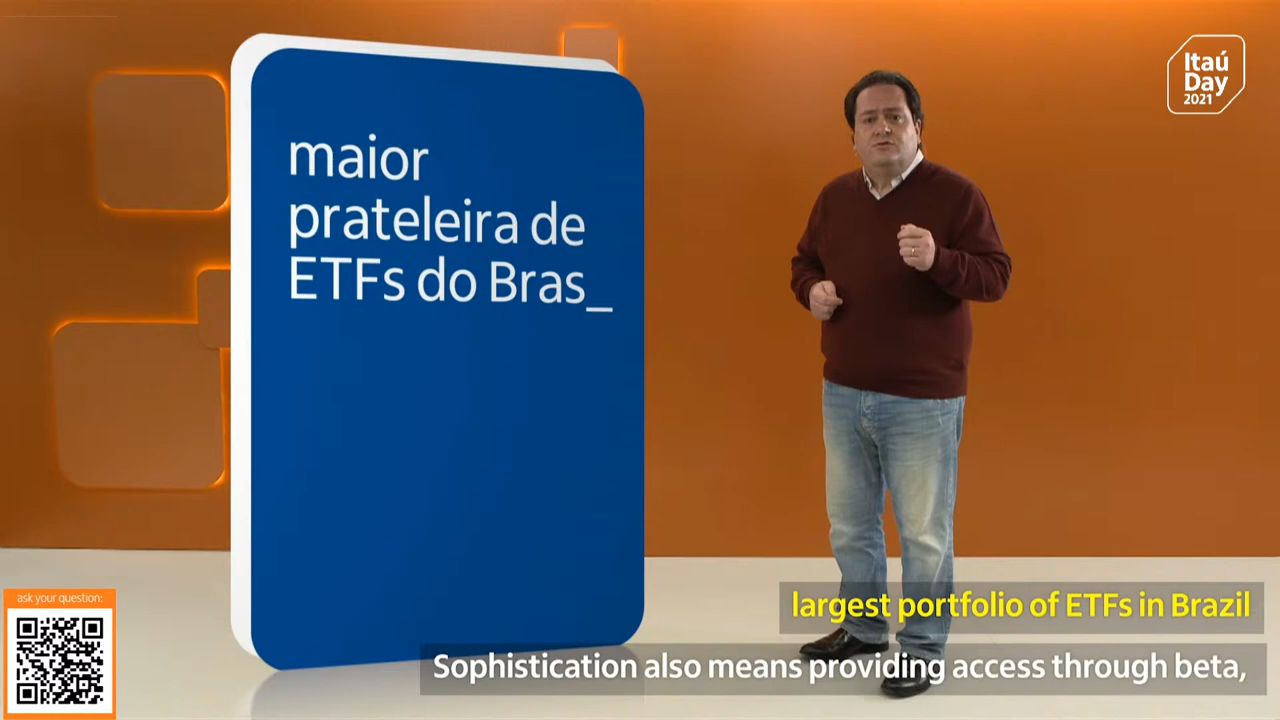 maior
prateleira de
ETFs do Bras_
Itaú
Day
2021
ask your question:
largest portfolio of ETFs in Brazil
Sophistication also means providing access through beta,